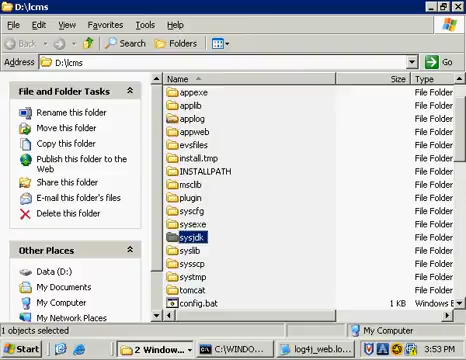 D:\lcms
File Edit View Favorites Tools Help
Back Search Folders
Address D:\lcms Go
File and Folder Tasks
Rename this folder
Move this folder
Copy this folder
Publish this folder to the Web
Share this folder
E-mail this folder's files
Delete this folder
Other Places
Data (D:)
My Documents
My Computer
My Network Places
Name Size Type
appexe File Folder
applib File Folder
applog File Folder
appweb File Folder
evsfiles File Folder
install.tmp File Folder
INSTALLPATH File Folder
msclib File Folder
plugin File Folder
syscfg File Folder
sysexe File Folder
sysjdk File Folder
syslib File Folder
sysscp File Folder
systmp File Folder
tomcat File Folder
config.bat 1 KB Windows B
1 objects selected My Computer
Start 2 Window... C:\WINDO... log4j_web.lo... 3:53 PM